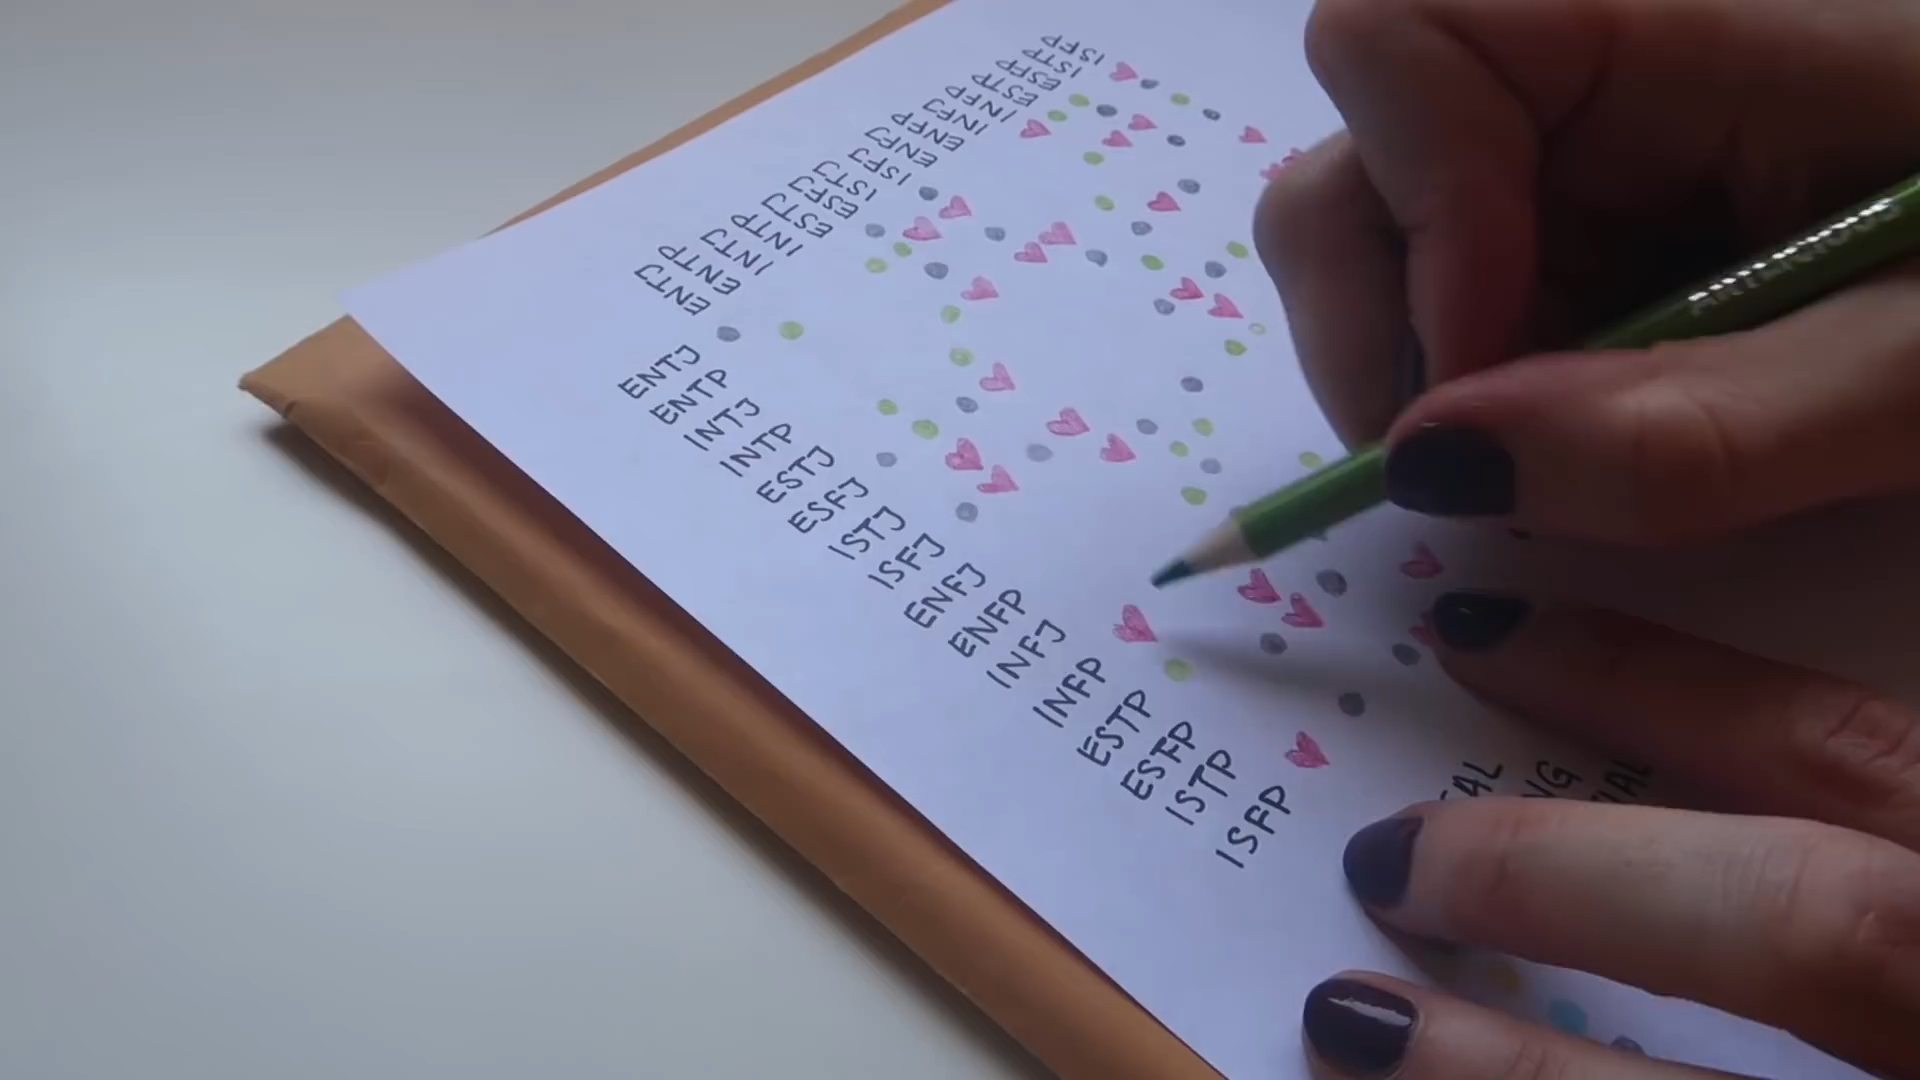 ENTJ
ENTP
INTJ
INTP
ESTJ
ESFJ
ISTJ
ISFJ
ENFJ
ENFP
INFJ
INFP
ESTP
ESFP
ISTP
ISFP
ENTJ
ENTP
INTJ
INTP
ESTJ
ESFJ
ISTJ
ISFJ
ENFJ
ENFP
INFJ
INFP
ESTP
ESFP
ISTP
ISFP